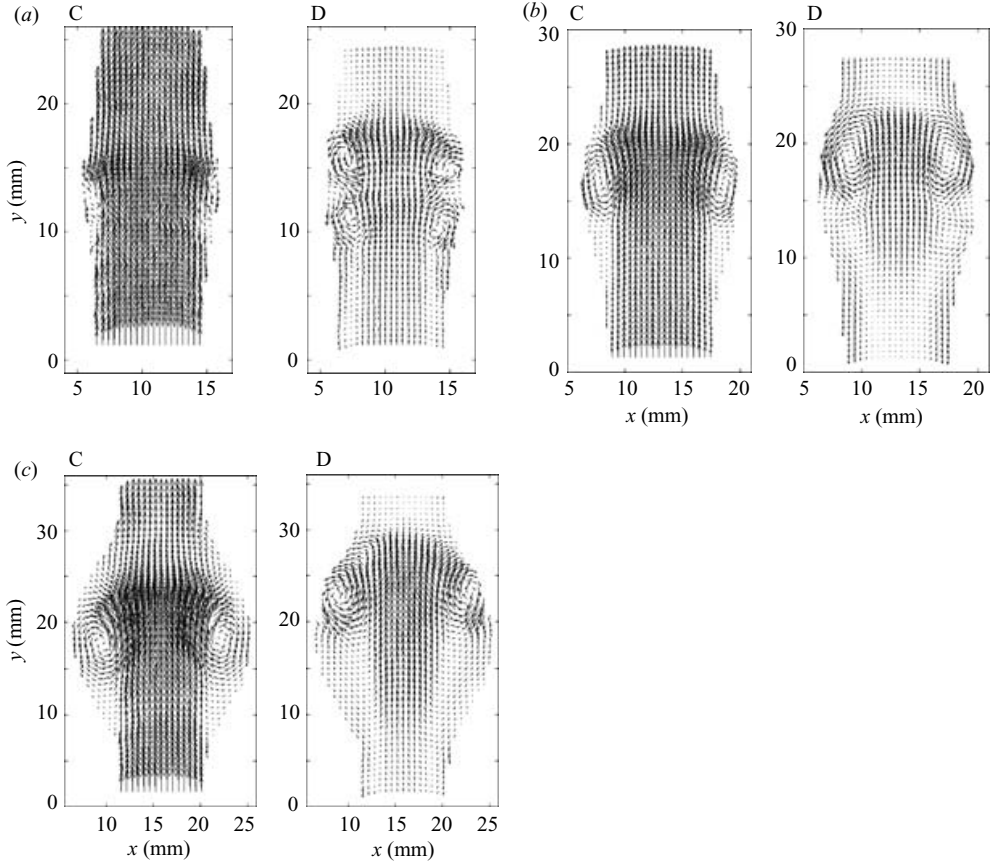 (a) C D (b) C D
30 30
20 20 20 20
y (mm) y (mm)
10 10 10 10
0 0 0 0
5 10 15 5 10 15 5 10 15 20 5 10 15 20
x (mm) x (mm) x (mm)
(c) C D
30 30
20 20
y (mm)
10 10
0 0
10 15 20 25 10 15 20 25
x (mm) x (mm)